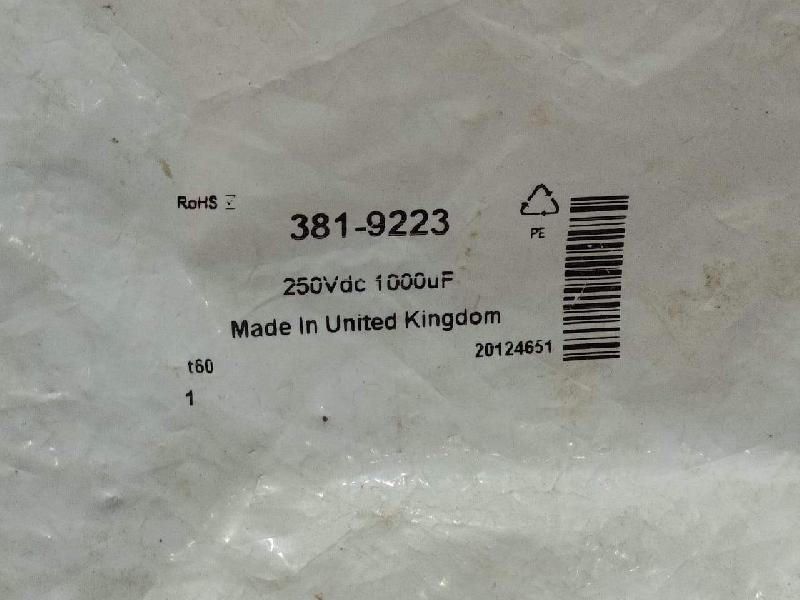 RoHS
381-9223
PE
250Vdc 1000uF
Made In United Kingdom
20124651
t60
1